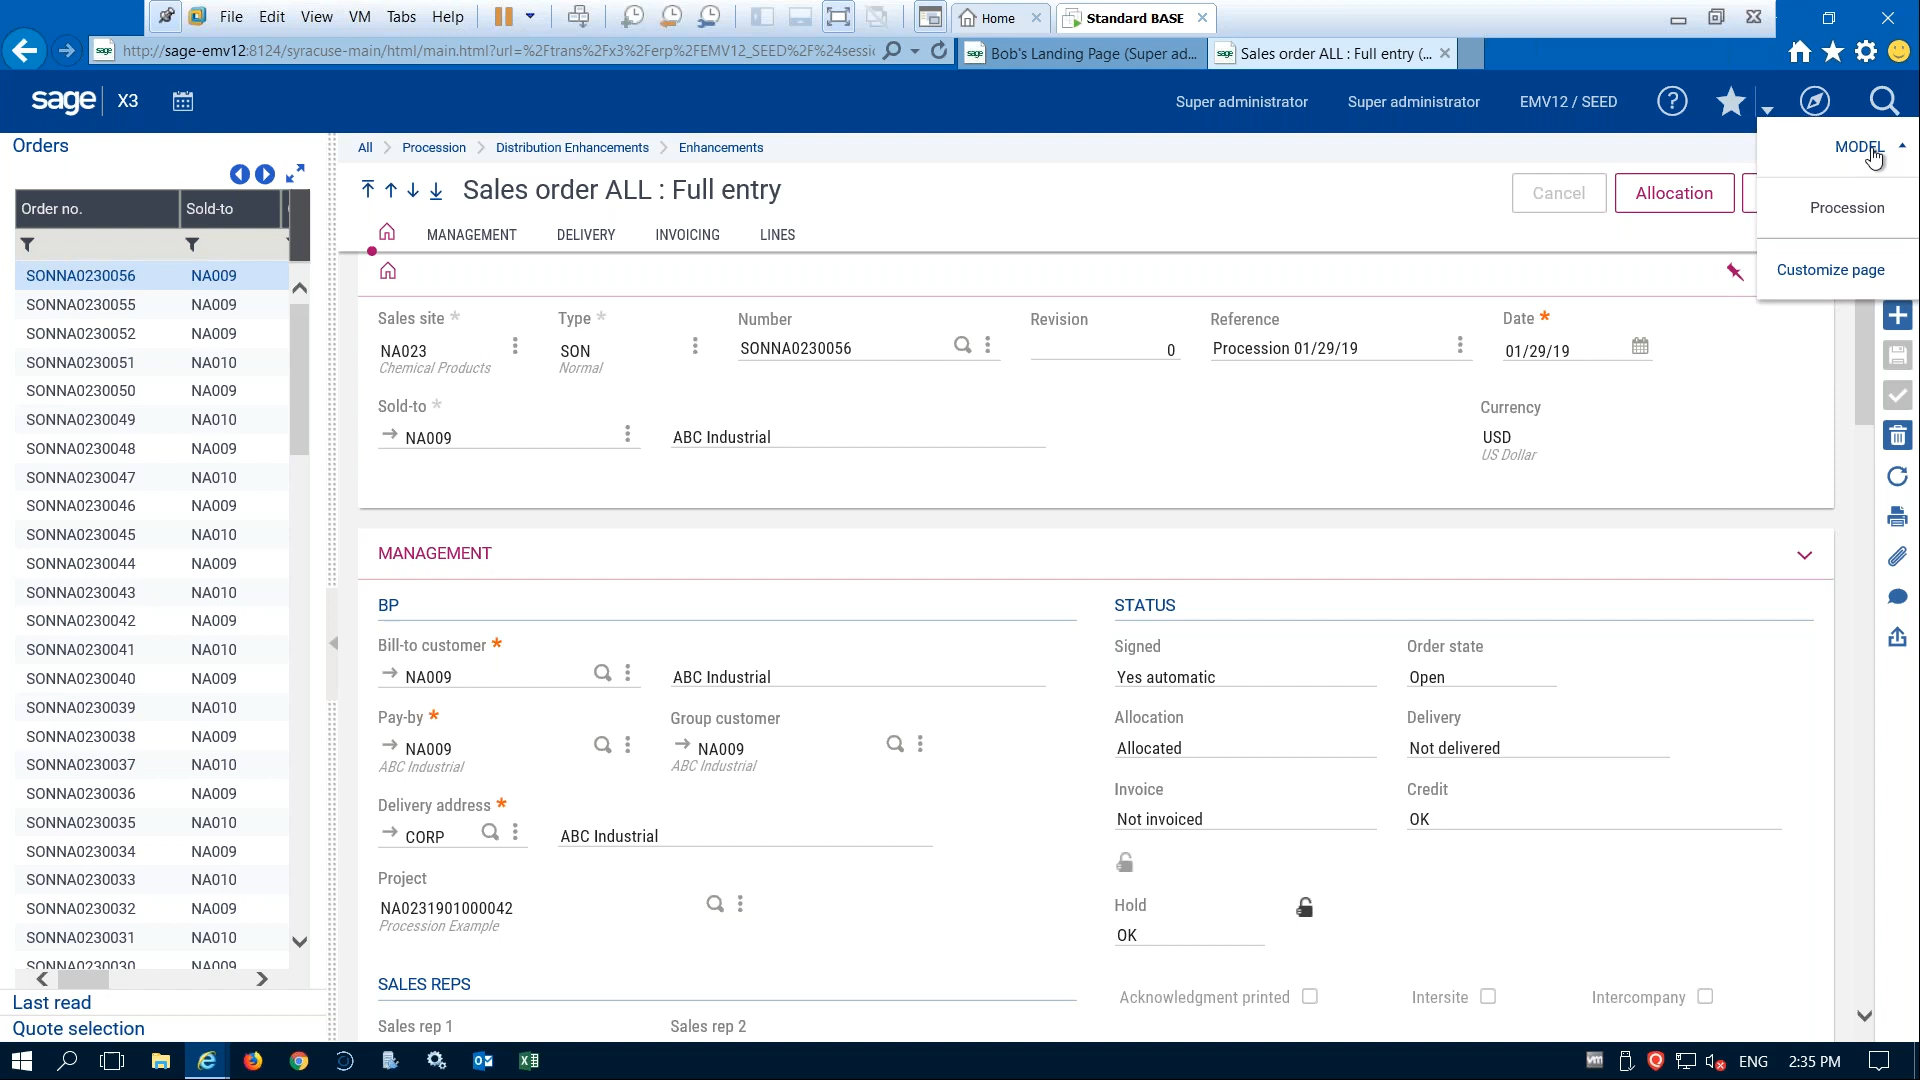 File Edit View VM Tabs Help
Home
Standard BASE
http://sage-emv12:8124/syracuse-main/html/main.html?url=%2Ftrans%2Fx3%2Ferp%2FEMV12_SEED%2F%24sessi
sage Bob's Landing Page (Super ad...
sage Sales order ALL : Full entry (...
sage X3
Super administrator Super administrator EMV12 / SEED
MODEL
Procession
Customize page
Orders
Order no. Sold-to
SONNA0230056 NA009
SONNA0230055 NA009
SONNA0230052 NA009
SONNA0230051 NA010
SONNA0230050 NA009
SONNA0230049 NA010
SONNA0230048 NA009
SONNA0230047 NA010
SONNA0230046 NA009
SONNA0230045 NA010
SONNA0230044 NA009
SONNA0230043 NA010
SONNA0230042 NA009
SONNA0230041 NA010
SONNA0230040 NA009
SONNA0230039 NA010
SONNA0230038 NA009
SONNA0230037 NA010
SONNA0230036 NA009
SONNA0230035 NA010
SONNA0230034 NA009
SONNA0230033 NA010
SONNA0230032 NA009
SONNA0230031 NA010
SONNA0230030 NA009
Last read
Quote selection
All Procession Distribution Enhancements Enhancements
Sales order ALL : Full entry
Cancel Allocation
MANAGEMENT DELIVERY INVOICING LINES
Sales site * Type * Number Revision Reference Date *
NA023 SON SONNA0230056 0 Procession 01/29/19 01/29/19
Chemical Products Normal
Sold-to * Currency
NA009 ABC Industrial USD
US Dollar
MANAGEMENT
BP
Bill-to customer *
NA009 ABC Industrial
Pay-by * Group customer
NA009 NA009
ABC Industrial ABC Industrial
Delivery address *
CORP ABC Industrial
Project
NA0231901000042
Procession Example
SALES REPS
Sales rep 1 Sales rep 2
STATUS
Signed Order state
Yes automatic Open
Allocation Delivery
Allocated Not delivered
Invoice Credit
Not invoiced OK
Hold
OK
Acknowledgment printed Intersite Intercompany
ENG 2:35 PM